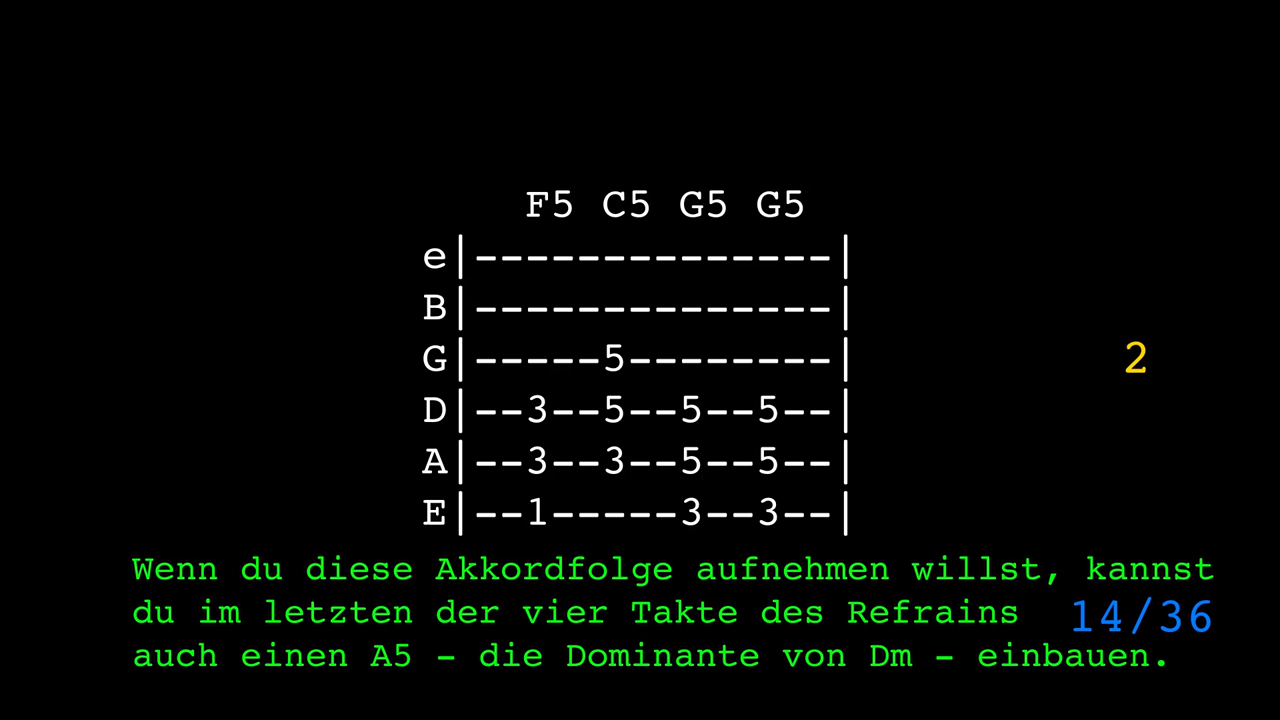 F5 C5 G5 G5
e|--------------|
B|--------------|
G|-----5--------|
D|--3--5--5--5--|
A|--3--3--5--5--|
E|--1-----3--3--|
2
Wenn du diese Akkordfolge aufnehmen willst, kannst
du im letzten der vier Takte des Refrains
14/36
auch einen A5 - die Dominante von Dm - einbauen.